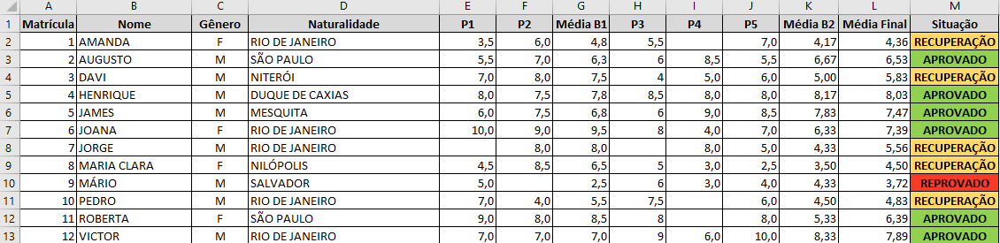 A B C D E F G H I J K L M
1 Matrícula Nome Gênero Naturalidade P1 P2 Média B1 P3 P4 P5 Média B2 Média Final Situação
2 1 AMANDA F RIO DE JANEIRO 3,5 6,0 4,8 5,5 7,0 4,17 4,36 RECUPERAÇÃO
3 2 AUGUSTO M SÃO PAULO 5,5 7,0 6,3 6 8,5 5,5 6,67 6,53 APROVADO
4 3 DAVI M NITERÓI 7,0 8,0 7,5 4 5,0 6,0 5,00 5,83 RECUPERAÇÃO
5 4 HENRIQUE M DUQUE DE CAXIAS 8,0 7,5 7,8 8,5 8,0 8,0 8,17 8,03 APROVADO
6 5 JAMES M MESQUITA 6,0 7,5 6,8 6 9,0 8,5 7,83 7,47 APROVADO
7 6 JOANA F RIO DE JANEIRO 10,0 9,0 9,5 8 4,0 7,0 6,33 7,39 APROVADO
8 7 JORGE M RIO DE JANEIRO 8,0 8,0 8,0 5,0 4,33 5,56 RECUPERAÇÃO
9 8 MARIA CLARA F NILÓPOLIS 4,5 8,5 6,5 5 3,0 2,5 3,50 4,50 RECUPERAÇÃO
10 9 MÁRIO M SALVADOR 5,0 2,5 6 3,0 4,0 4,33 3,72 REPROVADO
11 10 PEDRO M RIO DE JANEIRO 7,0 4,0 5,5 7,5 6,0 4,50 4,83 RECUPERAÇÃO
12 11 ROBERTA F SÃO PAULO 9,0 8,0 8,5 8 8,0 5,33 6,39 APROVADO
13 12 VICTOR M RIO DE JANEIRO 7,0 7,0 7,0 9 6,0 10,0 8,33 7,89 APROVADO